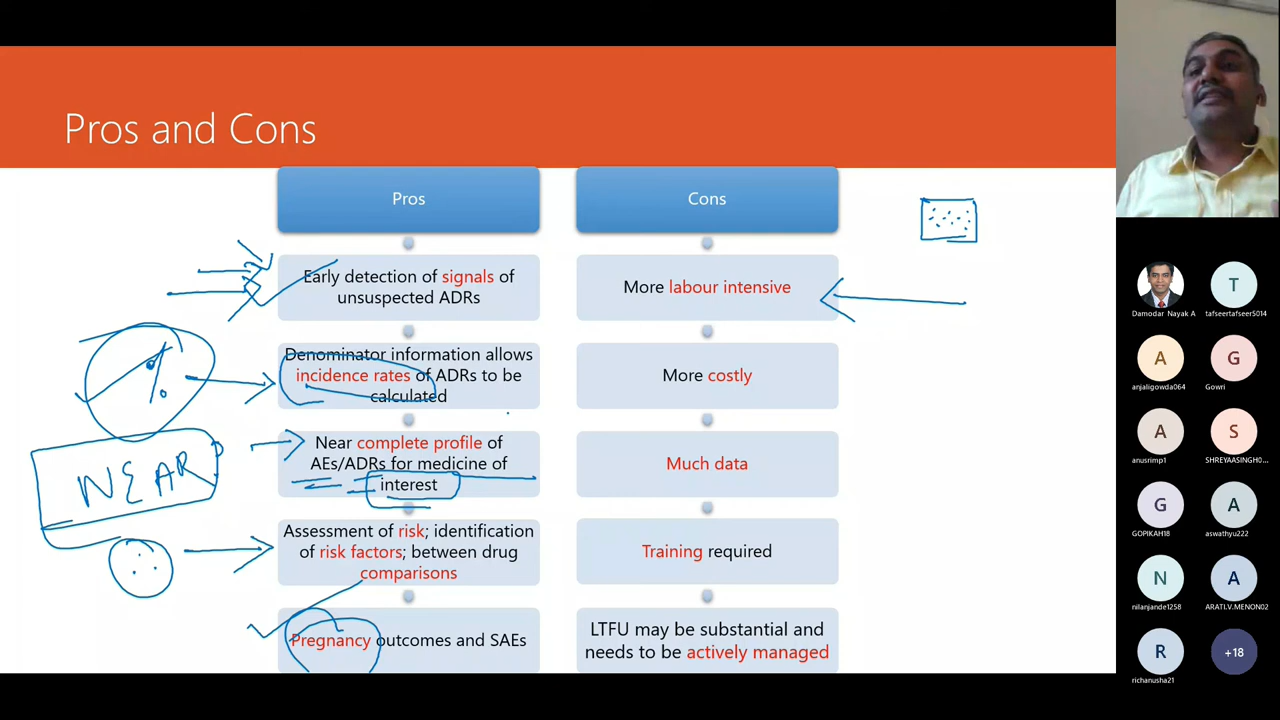 Pros and Cons
Pros
Early detection of signals of
unsuspected ADRs
Denominator information allows
incidence rates of ADRs to be
calculated
Near complete profile of
AEs/ADRs for medicine of
interest
Assessment of risk; identification
of risk factors; between drug
comparisons
Pregnancy outcomes and SAEs
Cons
More labour intensive
More costly
Much data
Training required
LTFU may be substantial and
needs to be actively managed
%
NEAR
Damodar Nayak A
T
tafseertafseer5014
A
anjaligowda064
G
Gowri
A
anusrimp1
S
SHREYAASINGH0...
G
GOPIKAH18
A
aswathyu222
N
nilanjande1258
A
ARATI.V.MENON02
R
richanusha21
+18